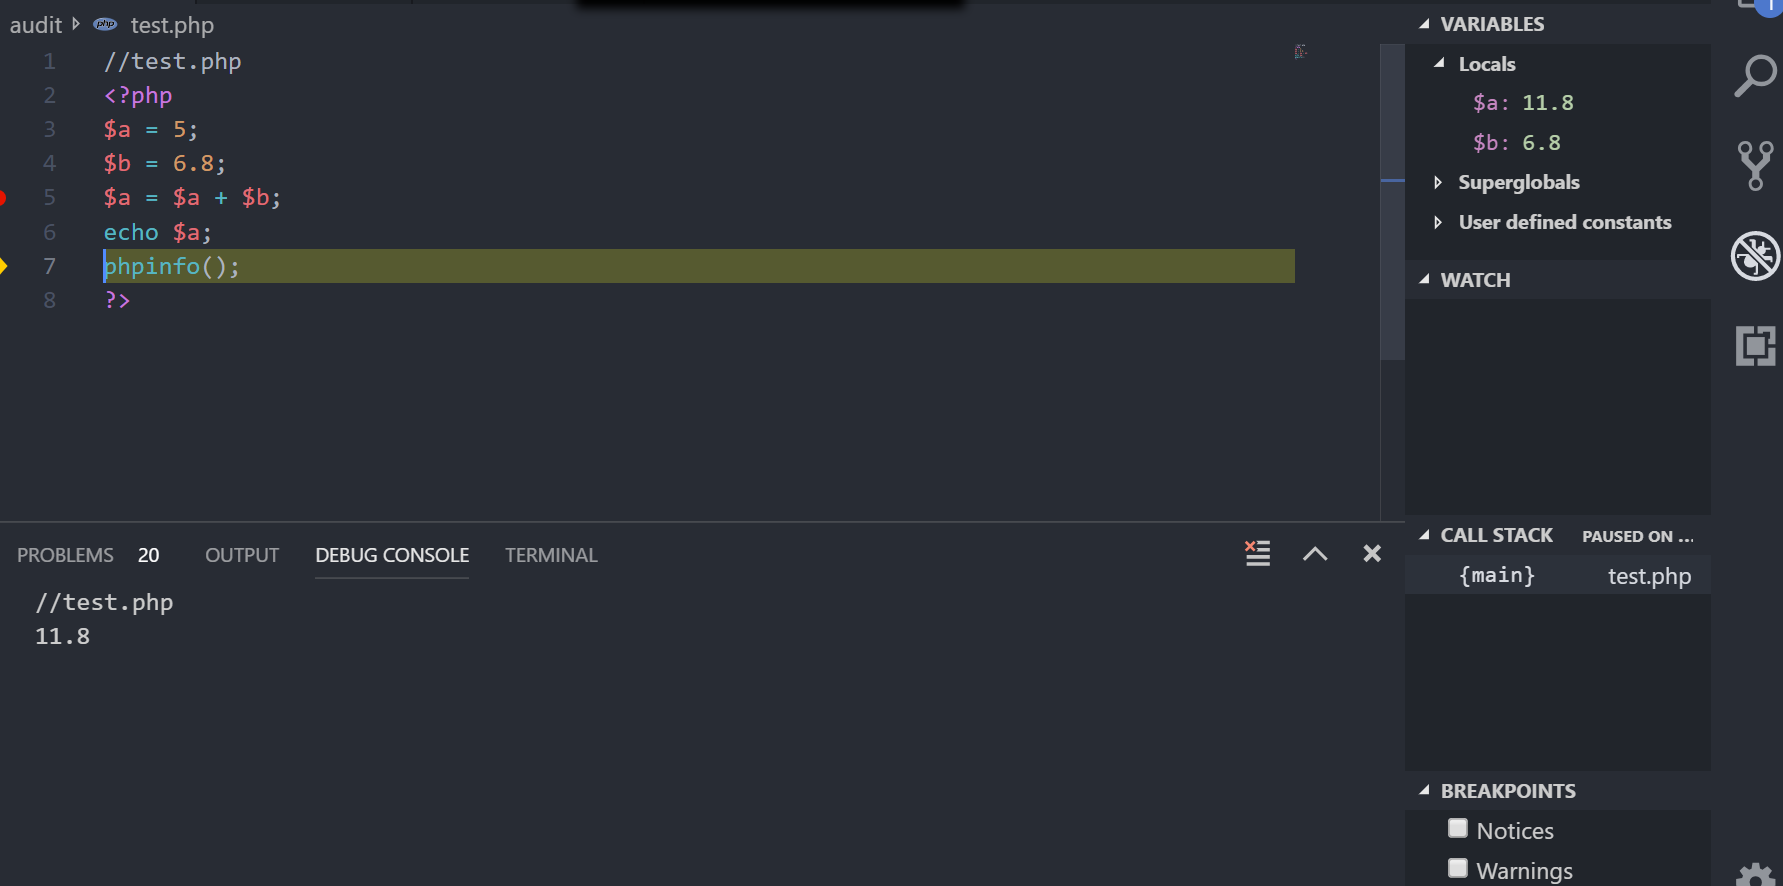 audit php test.php
1 //test.php
2 <?php
3 $a = 5;
4 $b = 6.8;
5 $a = $a + $b;
6 echo $a;
7 phpinfo();
8 ?>
PROBLEMS 20 OUTPUT DEBUG CONSOLE TERMINAL
//test.php
11.8
VARIABLES
Locals
$a: 11.8
$b: 6.8
Superglobals
User defined constants
WATCH
CALL STACK PAUSED ON ...
{main} test.php
BREAKPOINTS
Notices
Warnings
1